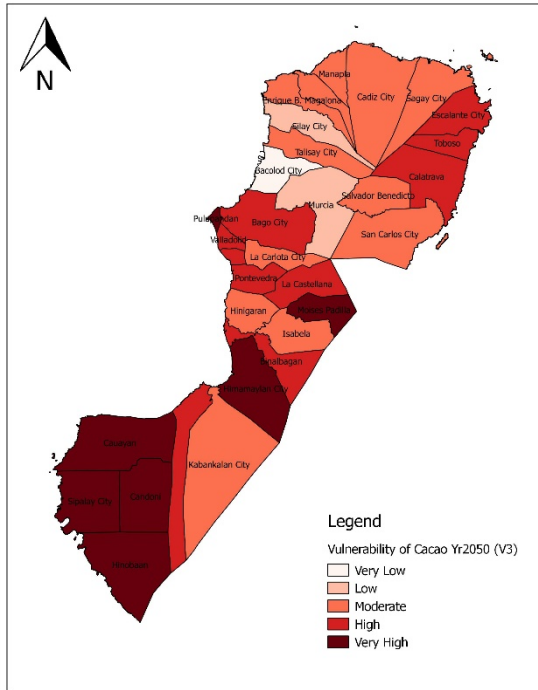 N
Manapla
Cadiz City
Sagay City
Enrique B. Magalona
Escalante City
Silay City
Toboso
Talisay City
Bacolod City
Calatrava
Salvador Benedicto
Murcia
Pulupandan
Bago City
San Carlos City
Valladolid
La Carlota City
Pontevedra
La Castellana
Hinigaran
Moises Padilla
Isabela
Binalbagan
Himamaylan City
Cauayan
Kabankalan City
Sipalay City
Candoni
Hinobaan
Legend
Vulnerability of Cacao Yr2050 (V3)
Very Low
Low
Moderate
High
Very High